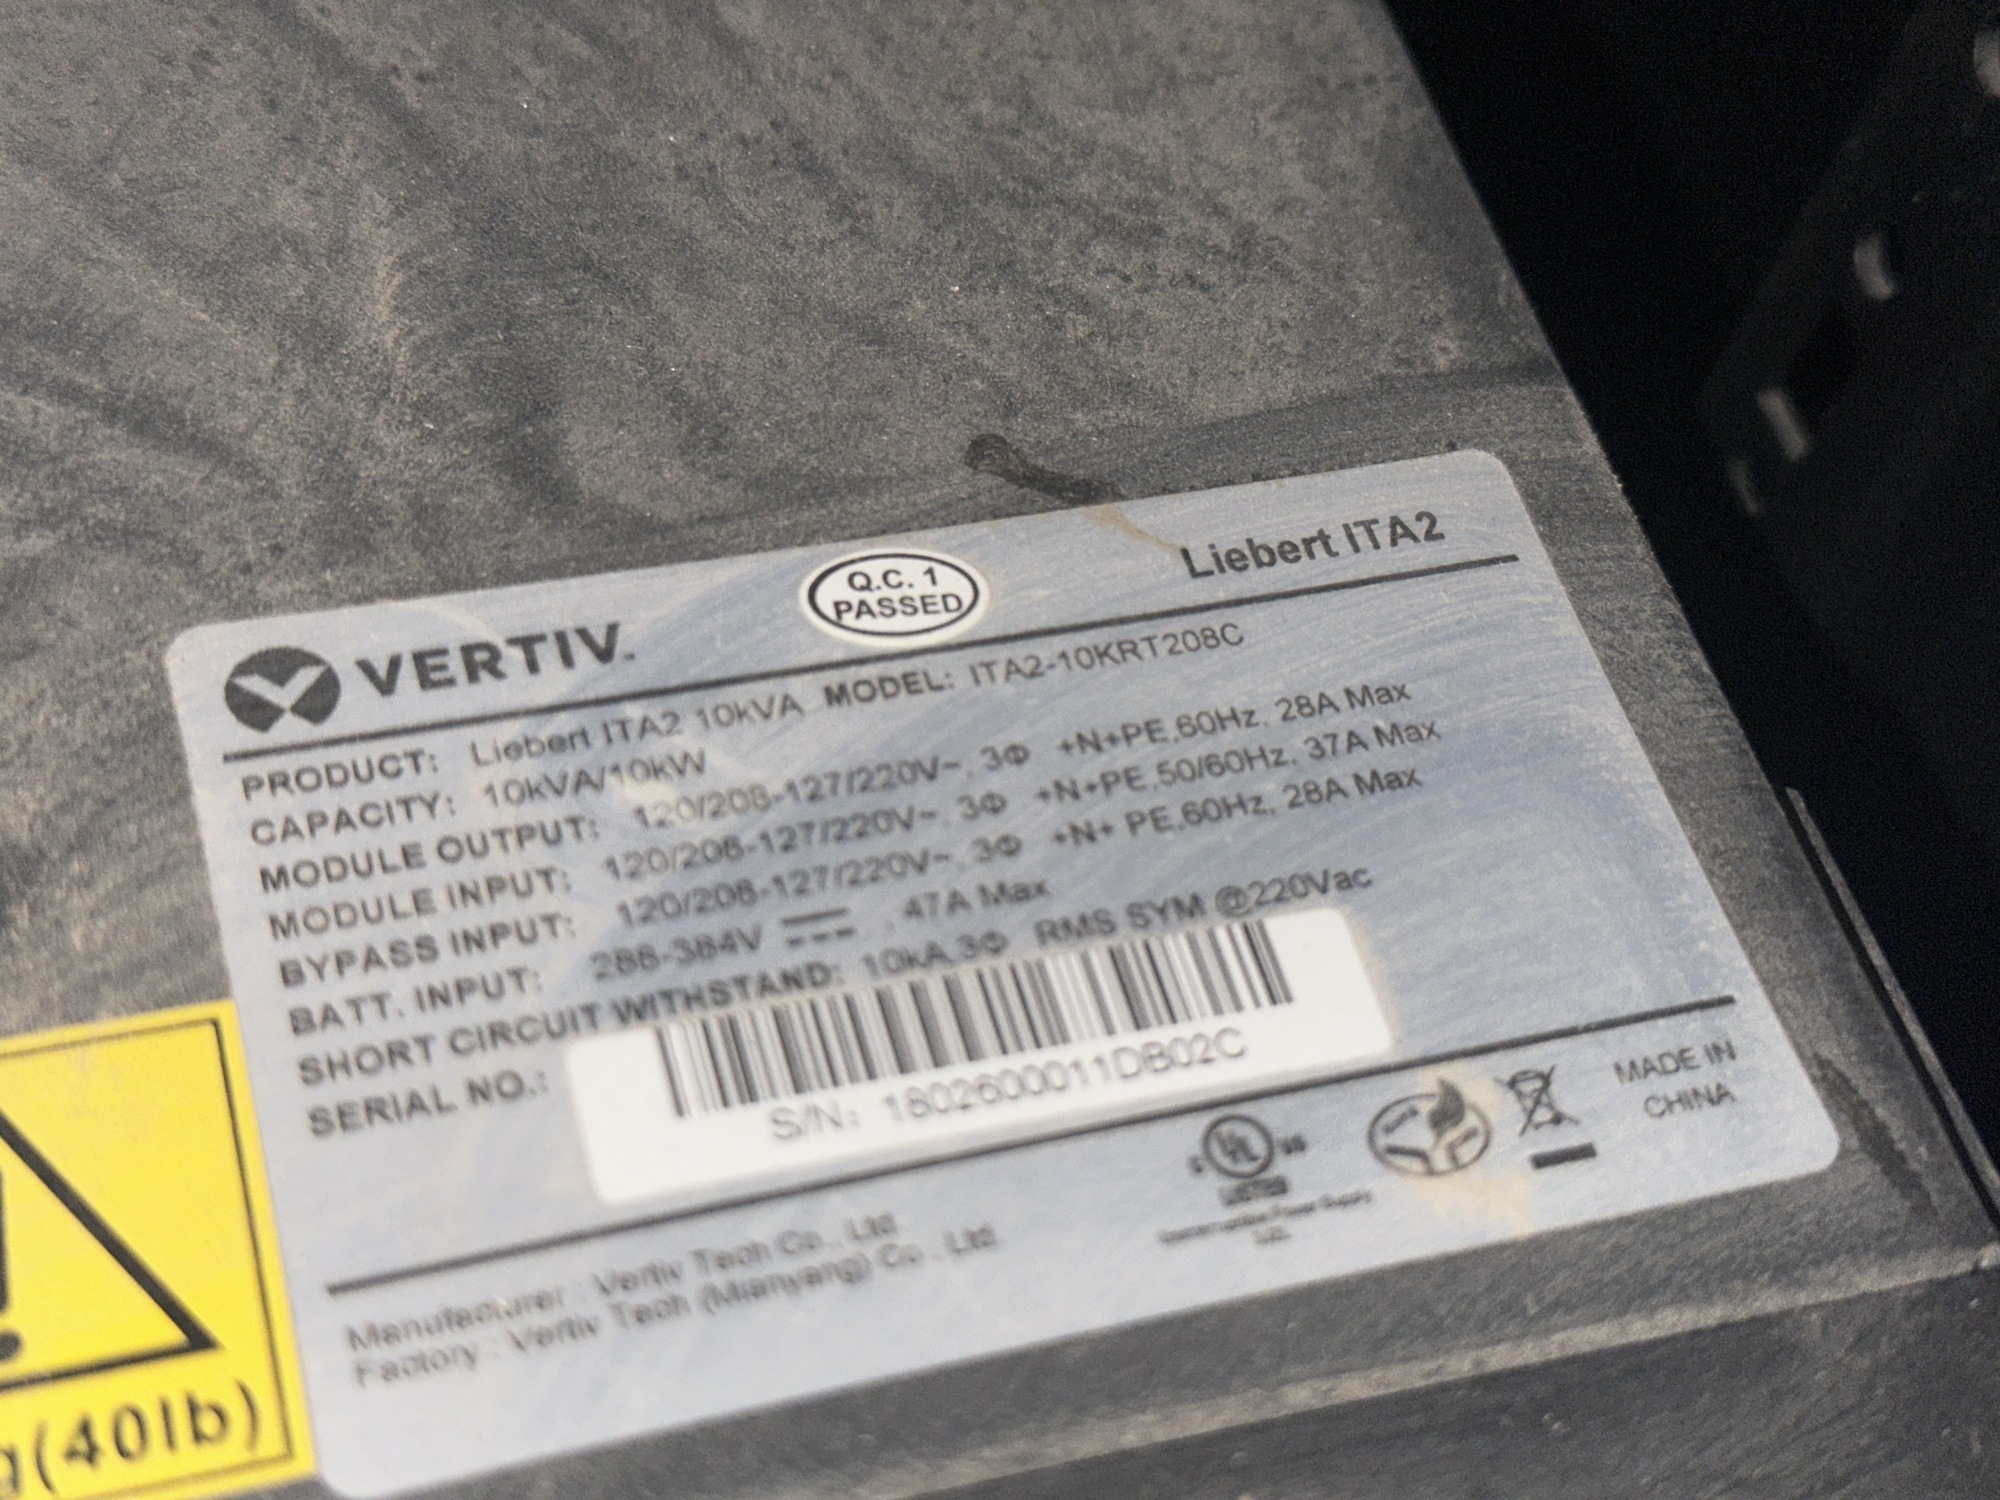 Liebert ITA2
Q.C. 1
PASSED
VERTIV™
PRODUCT: Liebert ITA2 10kVA MODEL: ITA2-10KRT208C
CAPACITY: 10kVA/10kW
MODULE OUTPUT: 120/208-127/220V~, 3Φ +N+PE,60Hz, 28A Max
MODULE INPUT: 120/208-127/220V~, 3Φ +N+PE,50/60Hz, 37A Max
BYPASS INPUT: 120/208-127/220V~, 3Φ +N+ PE,60Hz, 28A Max
BATT. INPUT: 288-384V ⎓ , 47A Max
SHORT CIRCUIT WITHSTAND: 10kA,3Φ RMS SYM @220Vac
SERIAL NO.:
S/N: 1802600011DB02C
MADE IN
CHINA
UL
LISTED
Manufacturer : Vertiv Tech Co., Ltd
Factory : Vertiv Tech (Mianyang) Co., Ltd
g(40lb)